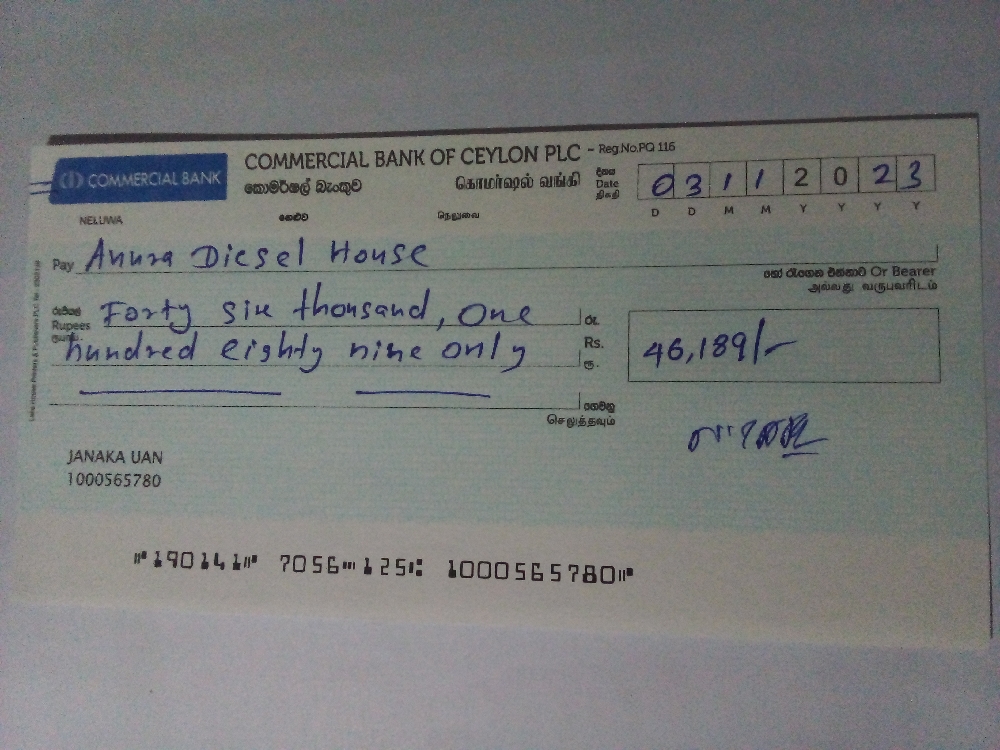 COMMERCIAL BANK
COMMERCIAL BANK OF CEYLON PLC - Reg.No.PQ 116
කොමර්ෂල් බැංකුව கொமர்ஷல் வங்கி
දිනය
Date
திகதி
03112023
D D M M Y Y Y Y
NELUWA නෙළුව நெலுவை
Pay Anura Diesel House
හෝ රැගෙන එන්නාට Or Bearer
அல்லது வருபவரிடம்
රුපියල්
Rupees
ரூபாய்
Forty six thousand, One
hundred eighty nine only
රු.
Rs.
ரூ.
46,189/-
ගෙවනු
செலுத்தவும்
JANAKA UAN
1000565780
⑈190141⑈ 7056⑉125⑆ 1000565780⑈